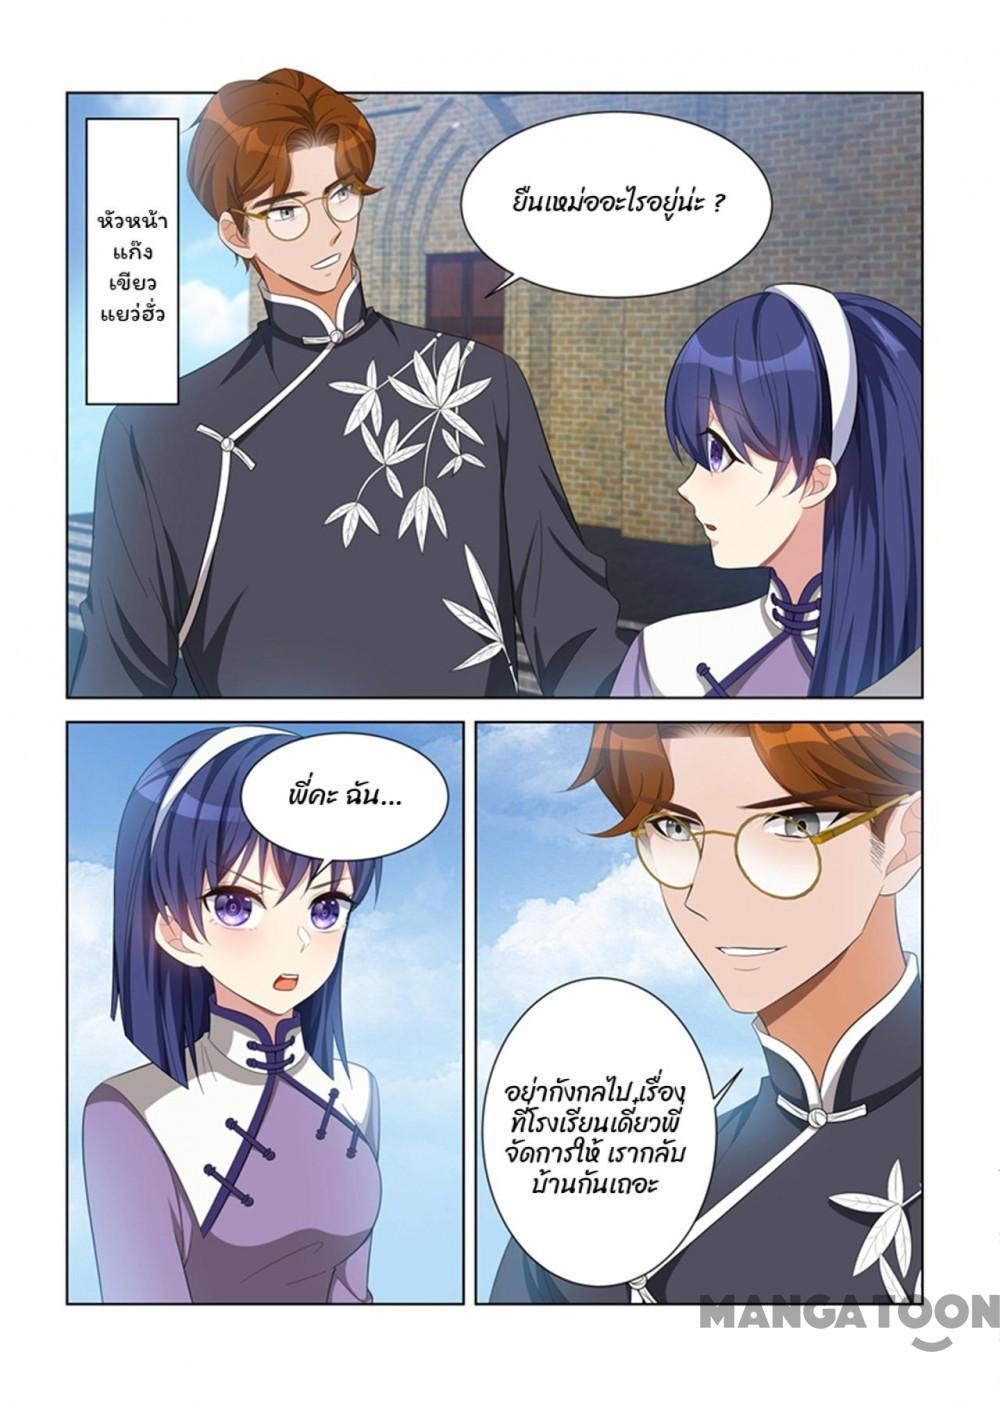 หัวหน้า
แก๊ง
เขียว
แยว่ฮั่ว
ยืนเหม่ออะไรอยู่น่ะ ?
พี่คะ ฉัน...
อย่ากังกลไป เรื่อง
ที่โรงเรียนเดี๋ยวพี่
จัดการให้ เรากลับ
บ้านกันเถอะ
MANGATOON